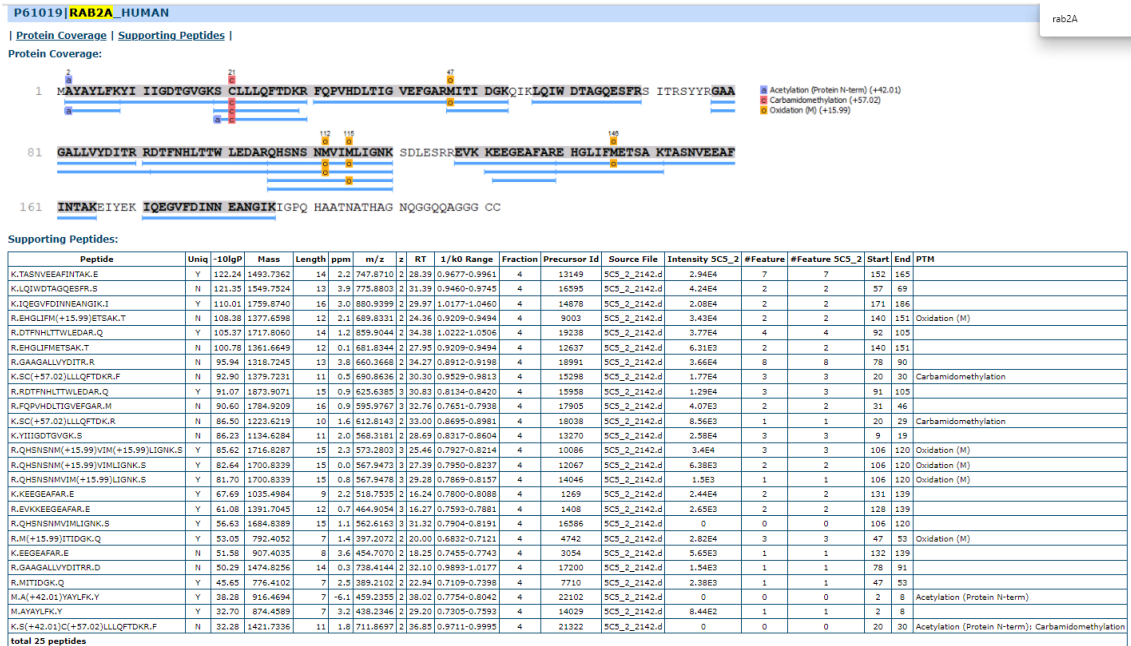 P61019|RAB2A_HUMAN
rab2A
| Protein Coverage | Supporting Peptides |
Protein Coverage:
2 21 47
a c o
1 MAYAYLFKYI IIGDTGVGKS CLLLQFTDKR FQPVHDLTIG VEFGARMITI DGKQIKLQIW DTAGQESFRS ITRSYYRGAA
a Acetylation (Protein N-term) (+42.01)
c Carbamidomethylation (+57.02)
o Oxidation (M) (+15.99)
112 115 146
81 GALLVYDITR RDTFNHLTTW LEDARQHSNS NMVIMLIGNK SDLESRREVK KEEGEAFARE HGLIFMETSA KTASNVEEAF
161 INTAKEIYEK IQEGVFDINN EANGIKIGPQ HAATNATHAG NQGGQQAGGG CC
Supporting Peptides:
Peptide Uniq -10lgP Mass Length ppm m/z z RT 1/k0 Range Fraction Precursor Id Source File Intensity 5C5_2 #Feature #Feature 5C5_2 Start End PTM
K.TASNVEEAFINTAK.E Y 122.24 1493.7362 14 2.2 747.8710 2 28.39 0.9677-0.9961 4 13149 5C5_2_2142.d 2.94E4 7 7 152 165
K.LQIWDTAGQESFR.S N 121.35 1549.7524 13 3.9 775.8803 2 31.39 0.9460-0.9745 4 16595 5C5_2_2142.d 4.24E4 2 2 57 69
K.IQEGVFDINNEANGIK.I Y 110.01 1759.8740 16 3.0 880.9399 2 29.97 1.0177-1.0460 4 14878 5C5_2_2142.d 2.08E4 2 2 171 186
R.EHGLIFM(+15.99)ETSAK.T N 108.38 1377.6598 12 2.1 689.8331 2 24.36 0.9209-0.9494 4 9003 5C5_2_2142.d 3.43E4 2 2 140 151 Oxidation (M)
R.DTFNHLTTWLEDAR.Q Y 105.37 1717.8060 14 1.2 859.9044 2 34.38 1.0222-1.0506 4 19238 5C5_2_2142.d 3.77E4 4 4 92 105
R.EHGLIFMETSAK.T N 100.78 1361.6649 12 0.1 681.8344 2 27.95 0.9209-0.9494 4 12637 5C5_2_2142.d 6.31E3 2 2 140 151
R.GAAGALLVYDITR.R N 95.94 1318.7245 13 3.8 660.3668 2 34.27 0.8912-0.9198 4 18991 5C5_2_2142.d 3.66E4 8 8 78 90
K.SC(+57.02)LLLQFTDKR.F N 92.90 1379.7231 11 0.5 690.8636 2 30.30 0.9529-0.9813 4 15298 5C5_2_2142.d 1.77E4 3 3 20 30 Carbamidomethylation
R.RDTFNHLTTWLEDAR.Q Y 91.07 1873.9071 15 0.9 625.6385 3 30.83 0.8134-0.8420 4 15958 5C5_2_2142.d 1.29E4 3 3 91 105
R.FQPVHDLTIGVEFGAR.M N 90.60 1784.9209 16 0.9 595.9767 3 32.76 0.7651-0.7938 4 17905 5C5_2_2142.d 4.07E3 2 2 31 46
K.SC(+57.02)LLLQFTDK.R N 86.50 1223.6219 10 1.6 612.8143 2 33.00 0.8695-0.8981 4 18038 5C5_2_2142.d 8.56E3 1 1 20 29 Carbamidomethylation
K.YIIIGDTGVGK.S N 86.23 1134.6284 11 2.0 568.3181 2 28.69 0.8317-0.8604 4 13270 5C5_2_2142.d 2.58E4 3 3 9 19
R.QHSNSNM(+15.99)VIM(+15.99)LIGNK.S Y 85.62 1716.8287 15 2.3 573.2803 3 25.46 0.7927-0.8214 4 10086 5C5_2_2142.d 3.4E4 3 3 106 120 Oxidation (M)
R.QHSNSNM(+15.99)VIMLIGNK.S Y 82.64 1700.8339 15 0.0 567.9473 3 27.39 0.7950-0.8237 4 12067 5C5_2_2142.d 6.38E3 2 2 106 120 Oxidation (M)
R.QHSNSNMVIM(+15.99)LIGNK.S Y 81.70 1700.8339 15 0.8 567.9478 3 29.28 0.7869-0.8157 4 14046 5C5_2_2142.d 1.5E3 1 1 106 120 Oxidation (M)
K.KEEGEAFAR.E Y 67.69 1035.4984 9 2.2 518.7535 2 16.24 0.7800-0.8088 4 1269 5C5_2_2142.d 2.44E4 2 2 131 139
R.EVKKEEGEAFAR.E Y 61.08 1391.7045 12 0.7 464.9054 3 16.27 0.7593-0.7881 4 1408 5C5_2_2142.d 2.65E3 2 2 128 139
R.QHSNSNMVIMLIGNK.S Y 56.63 1684.8389 15 1.1 562.6163 3 31.32 0.7904-0.8191 4 16586 5C5_2_2142.d 0 0 0 106 120
R.M(+15.99)ITIDGK.Q Y 53.05 792.4052 7 1.4 397.2072 2 20.00 0.6832-0.7121 4 4742 5C5_2_2142.d 2.82E4 3 3 47 53 Oxidation (M)
K.EEGEAFAR.E N 51.58 907.4035 8 3.6 454.7070 2 18.25 0.7455-0.7743 4 3054 5C5_2_2142.d 5.65E3 1 1 132 139
R.GAAGALLVYDITRR.D N 50.29 1474.8256 14 0.3 738.4144 2 32.10 0.9893-1.0177 4 17200 5C5_2_2142.d 1.54E3 1 1 78 91
R.MITIDGK.Q Y 45.65 776.4102 7 2.5 389.2102 2 22.94 0.7109-0.7398 4 7710 5C5_2_2142.d 2.38E3 1 1 47 53
M.A(+42.01)YAYLFK.Y Y 38.28 916.4694 7 -6.1 459.2355 2 38.02 0.7754-0.8042 4 22102 5C5_2_2142.d 0 0 0 2 8 Acetylation (Protein N-term)
M.AYAYLFK.Y Y 32.70 874.4589 7 3.2 438.2346 2 29.20 0.7305-0.7593 4 14029 5C5_2_2142.d 8.44E2 1 1 2 8
K.S(+42.01)C(+57.02)LLLQFTDKR.F N 32.28 1421.7336 11 1.8 711.8697 2 36.85 0.9711-0.9995 4 21322 5C5_2_2142.d 0 0 0 20 30 Acetylation (Protein N-term); Carbamidomethylation
total 25 peptides